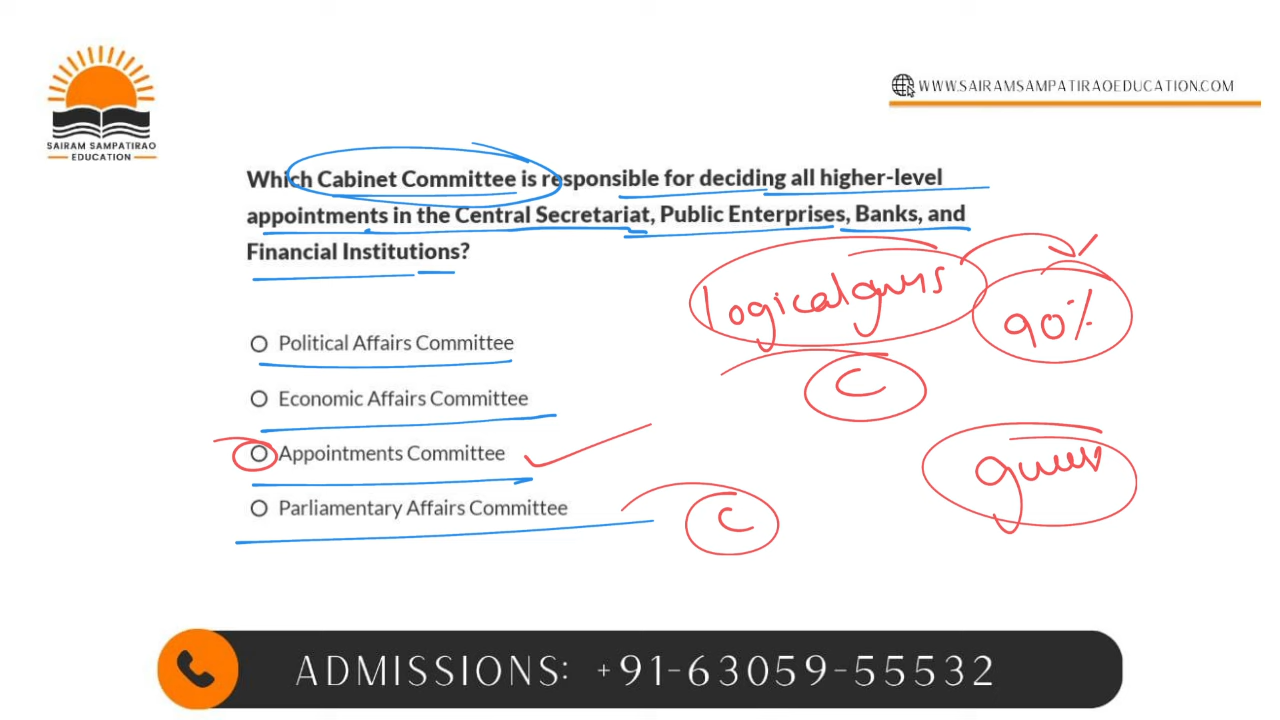 SAIRAM SAMPATIRAO
EDUCATION
WWW.SAIRAMSAMPATIRAOEDUCATION.COM
Which Cabinet Committee is responsible for deciding all higher-level
appointments in the Central Secretariat, Public Enterprises, Banks, and
Financial Institutions?
logical
90%
Political Affairs Committee
C
Economic Affairs Committee
Appointments Committee
Parliamentary Affairs Committee
C
ADMISSIONS: +91-63059-55532